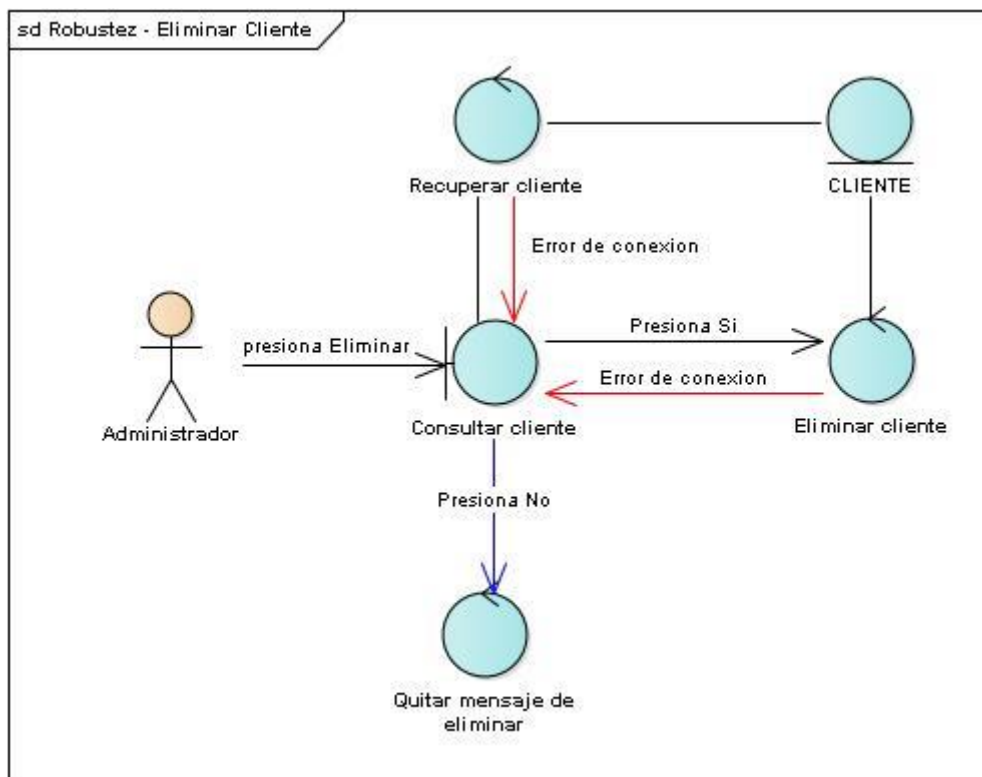 sd Robustez - Eliminar Cliente
Recuperar cliente
CLIENTE
Error de conexion
presiona Eliminar
Presiona Si
Error de conexion
Administrador
Consultar cliente
Eliminar cliente
Presiona No
Quitar mensaje de
eliminar